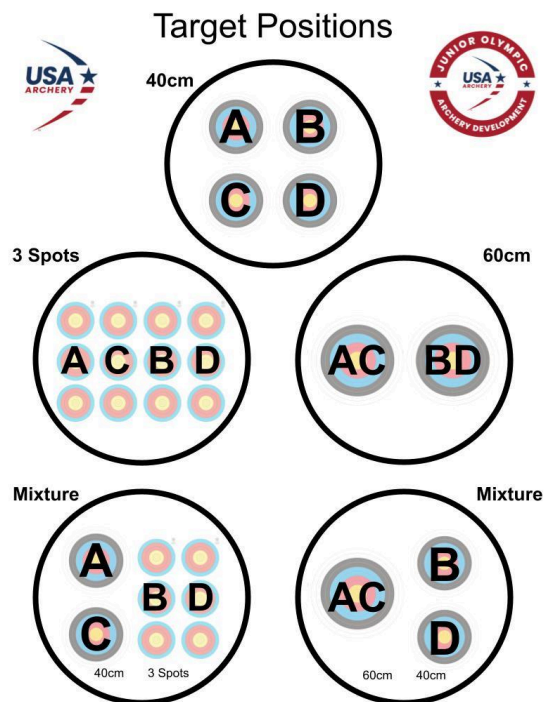 Target Positions
USA
ARCHERY
JUNIOR OLYMPIC
USA
ARCHERY
ARCHERY DEVELOPMENT
40cm
A B
C D
3 Spots
60cm
A C B D
AC BD
Mixture
Mixture
A
B D
C
40cm 3 Spots
B
AC
D
60cm 40cm